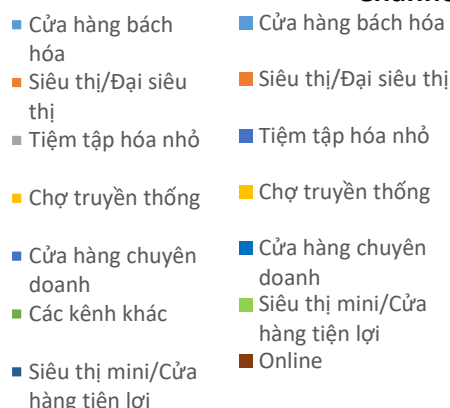 Cửa hàng bách
hóa
Siêu thị/Đại siêu
thị
Tiệm tập hóa nhỏ
Chợ truyền thống
Cửa hàng chuyên
doanh
Các kênh khác
Siêu thị mini/Cửa
hàng tiện lợi
Cửa hàng bách hóa
Siêu thị/Đại siêu thị
Tiệm tập hóa nhỏ
Chợ truyền thống
Cửa hàng chuyên
doanh
Siêu thị mini/Cửa
hàng tiện lợi
Online